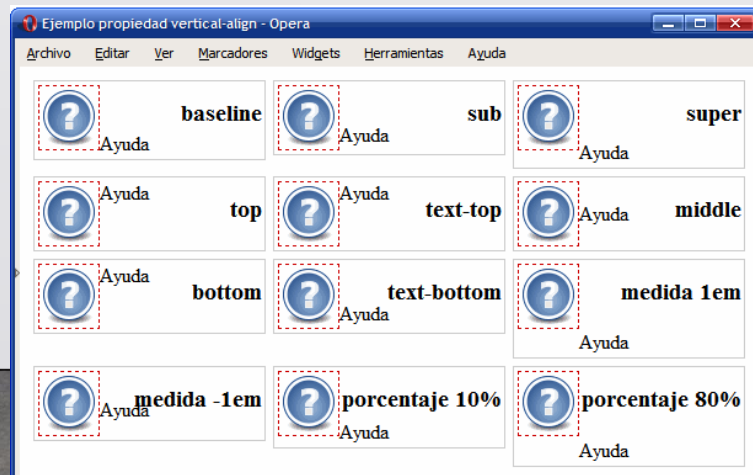 Ejemplo propiedad vertical-align - Opera
Archivo Editar Ver Marcadores Widgets Herramientas Ayuda
baseline
Ayuda
sub
Ayuda
super
Ayuda
Ayuda
top
Ayuda
text-top
Ayuda
middle
Ayuda
bottom
text-bottom
Ayuda
medida 1em
Ayuda
medida -1em
Ayuda
porcentaje 10%
Ayuda
porcentaje 80%
Ayuda